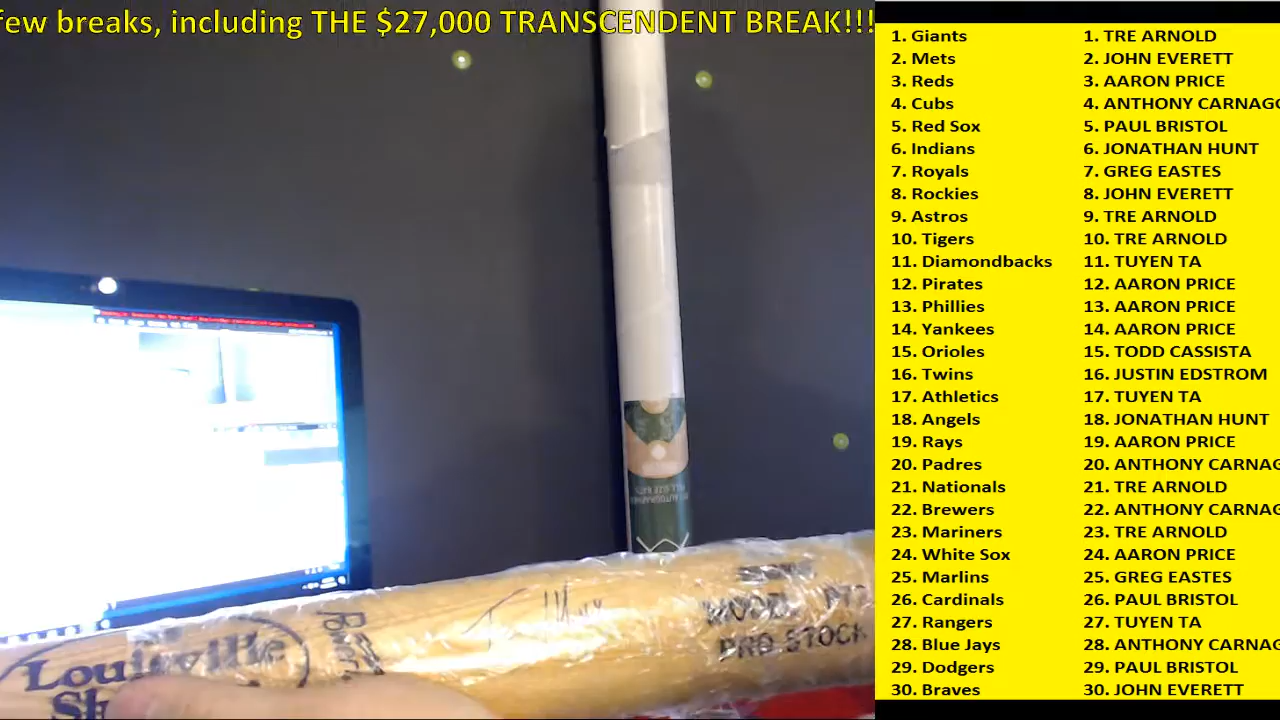 few breaks, including THE $27,000 TRANSCENDENT BREAK!!!
1. Giants 1. TRE ARNOLD
2. Mets 2. JOHN EVERETT
3. Reds 3. AARON PRICE
4. Cubs 4. ANTHONY CARNAGO
5. Red Sox 5. PAUL BRISTOL
6. Indians 6. JONATHAN HUNT
7. Royals 7. GREG EASTES
8. Rockies 8. JOHN EVERETT
9. Astros 9. TRE ARNOLD
10. Tigers 10. TRE ARNOLD
11. Diamondbacks 11. TUYEN TA
12. Pirates 12. AARON PRICE
13. Phillies 13. AARON PRICE
14. Yankees 14. AARON PRICE
15. Orioles 15. TODD CASSISTA
16. Twins 16. JUSTIN EDSTROM
17. Athletics 17. TUYEN TA
18. Angels 18. JONATHAN HUNT
19. Rays 19. AARON PRICE
20. Padres 20. ANTHONY CARNAG
21. Nationals 21. TRE ARNOLD
22. Brewers 22. ANTHONY CARNAG
23. Mariners 23. TRE ARNOLD
24. White Sox 24. AARON PRICE
25. Marlins 25. GREG EASTES
26. Cardinals 26. PAUL BRISTOL
27. Rangers 27. TUYEN TA
28. Blue Jays 28. ANTHONY CARNAG
29. Dodgers 29. PAUL BRISTOL
30. Braves 30. JOHN EVERETT
Louisville
PRO STOCK